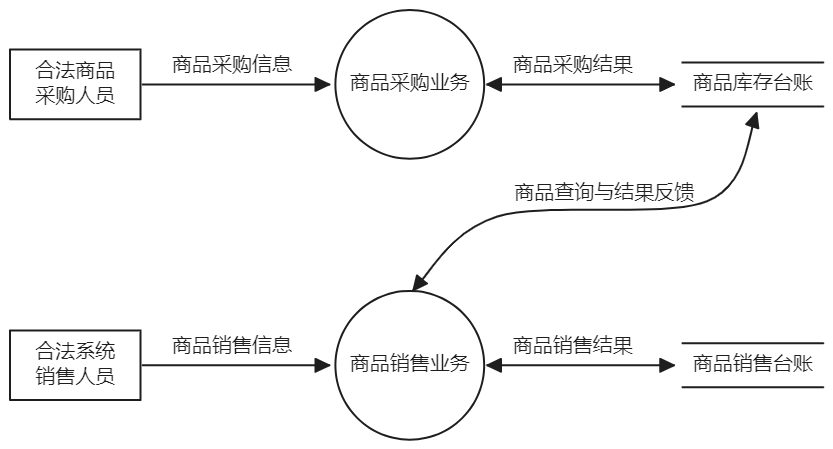 合法商品
采购人员
商品采购信息
商品采购业务
商品采购结果
商品库存台账
商品查询与结果反馈
合法系统
销售人员
商品销售信息
商品销售业务
商品销售结果
商品销售台账